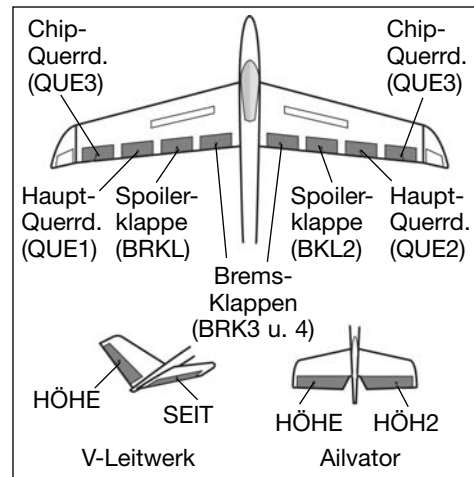 Chip-
Querrd.
(QUE3)
Chip-
Querrd.
(QUE3)
Haupt-
Querrd.
(QUE1)
Spoiler-
klappe
(BRKL)
Spoiler-
klappe
(BKL2)
Haupt-
Querrd.
(QUE2)
Brems-
Klappen
(BRK3 u. 4)
HÖHE
SEIT
V-Leitwerk
HÖHE
HÖH2
Ailvator